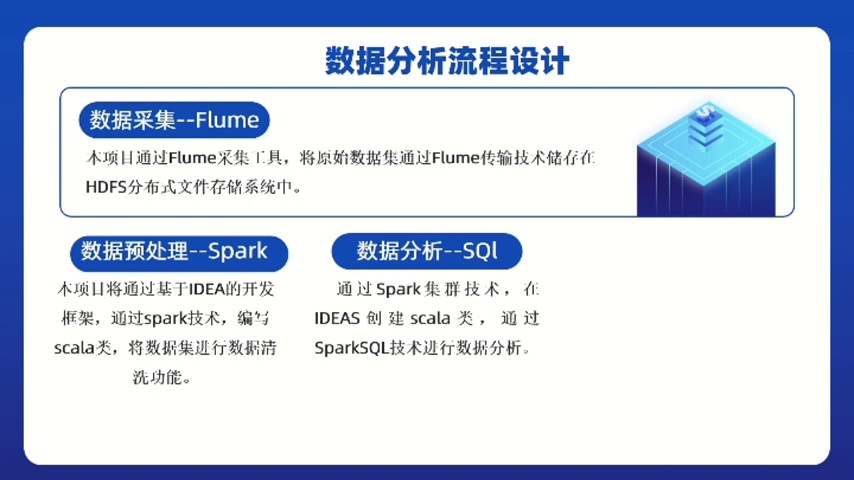 数据分析流程设计
数据采集--Flume
本项目通过Flume采集工具，将原始数据集通过Flume传输技术储存在
HDFS分布式文件存储系统中。
数据预处理--Spark
本项目将通过基于IDEA的开发
框架，通过spark技术，编写
scala类，将数据集进行数据清
洗功能。
数据分析--SQl
通过Spark集群技术，在
IDEAS创建scala类，通过
SparkSQL技术进行数据分析。